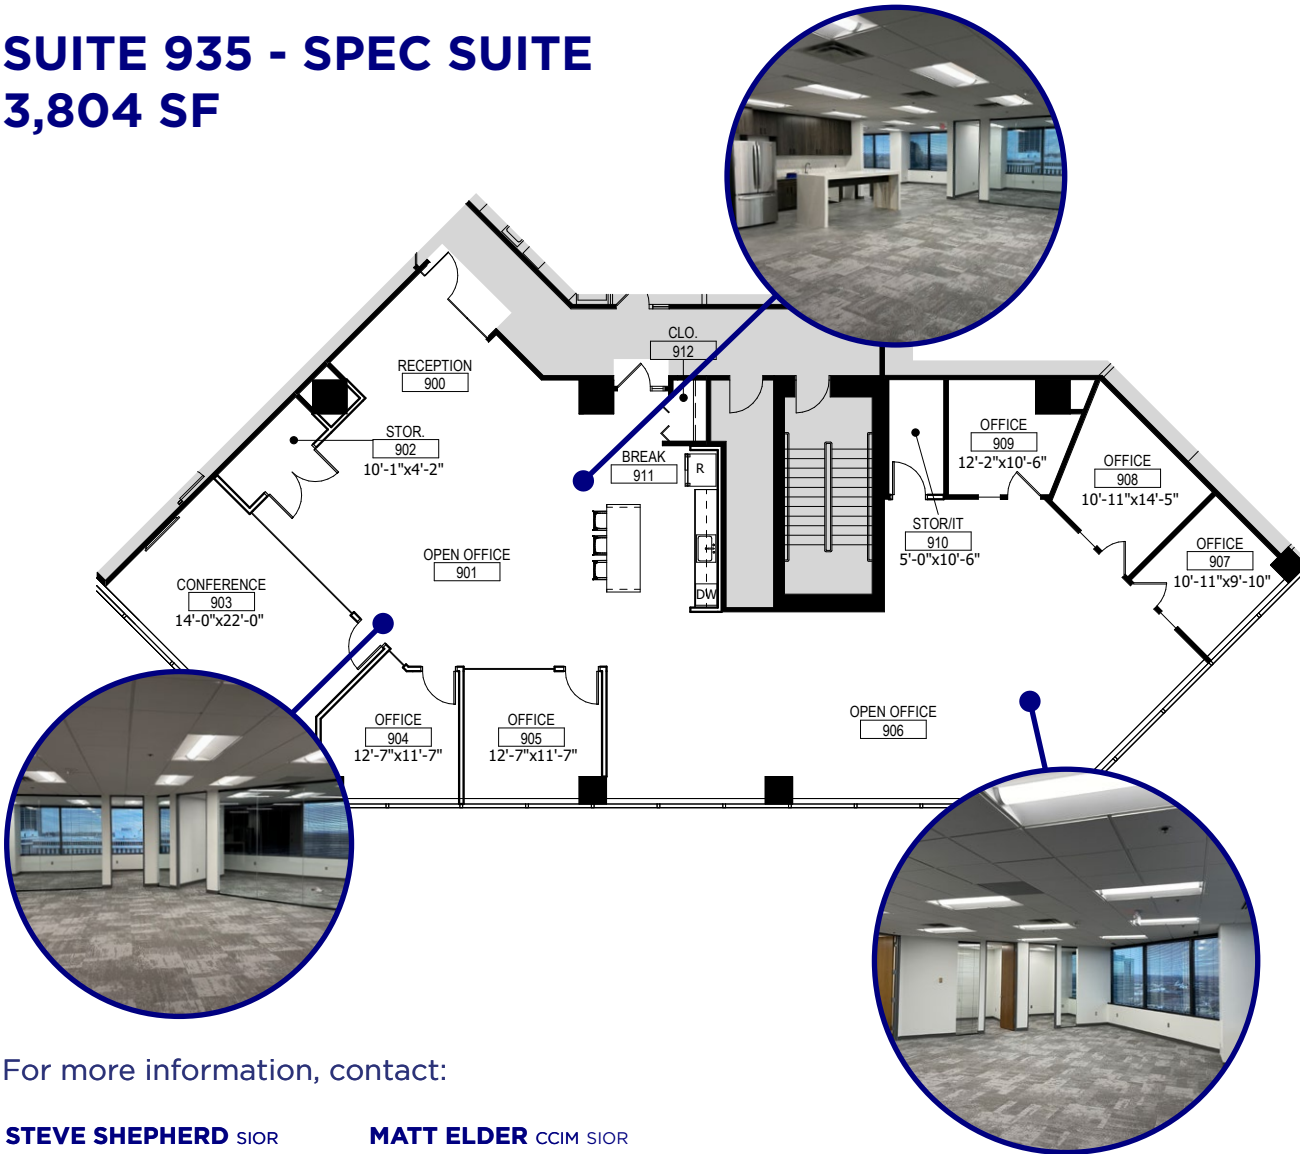 SUITE 935 - SPEC SUITE
3,804 SF
CLO.
912
RECEPTION
900
STOR.
902
10'-1"x4'-2"
BREAK
911
R
OFFICE
909
12'-2"x10'-6"
OFFICE
908
10'-11"x14'-5"
STOR/IT
910
5'-0"x10'-6"
OFFICE
907
10'-11"x9'-10"
OPEN OFFICE
901
CONFERENCE
903
14'-0"x22'-0"
DW
OFFICE
904
12'-7"x11'-7"
OFFICE
905
12'-7"x11'-7"
OPEN OFFICE
906
For more information, contact:
STEVE SHEPHERD SIOR
MATT ELDER CCIM SIOR